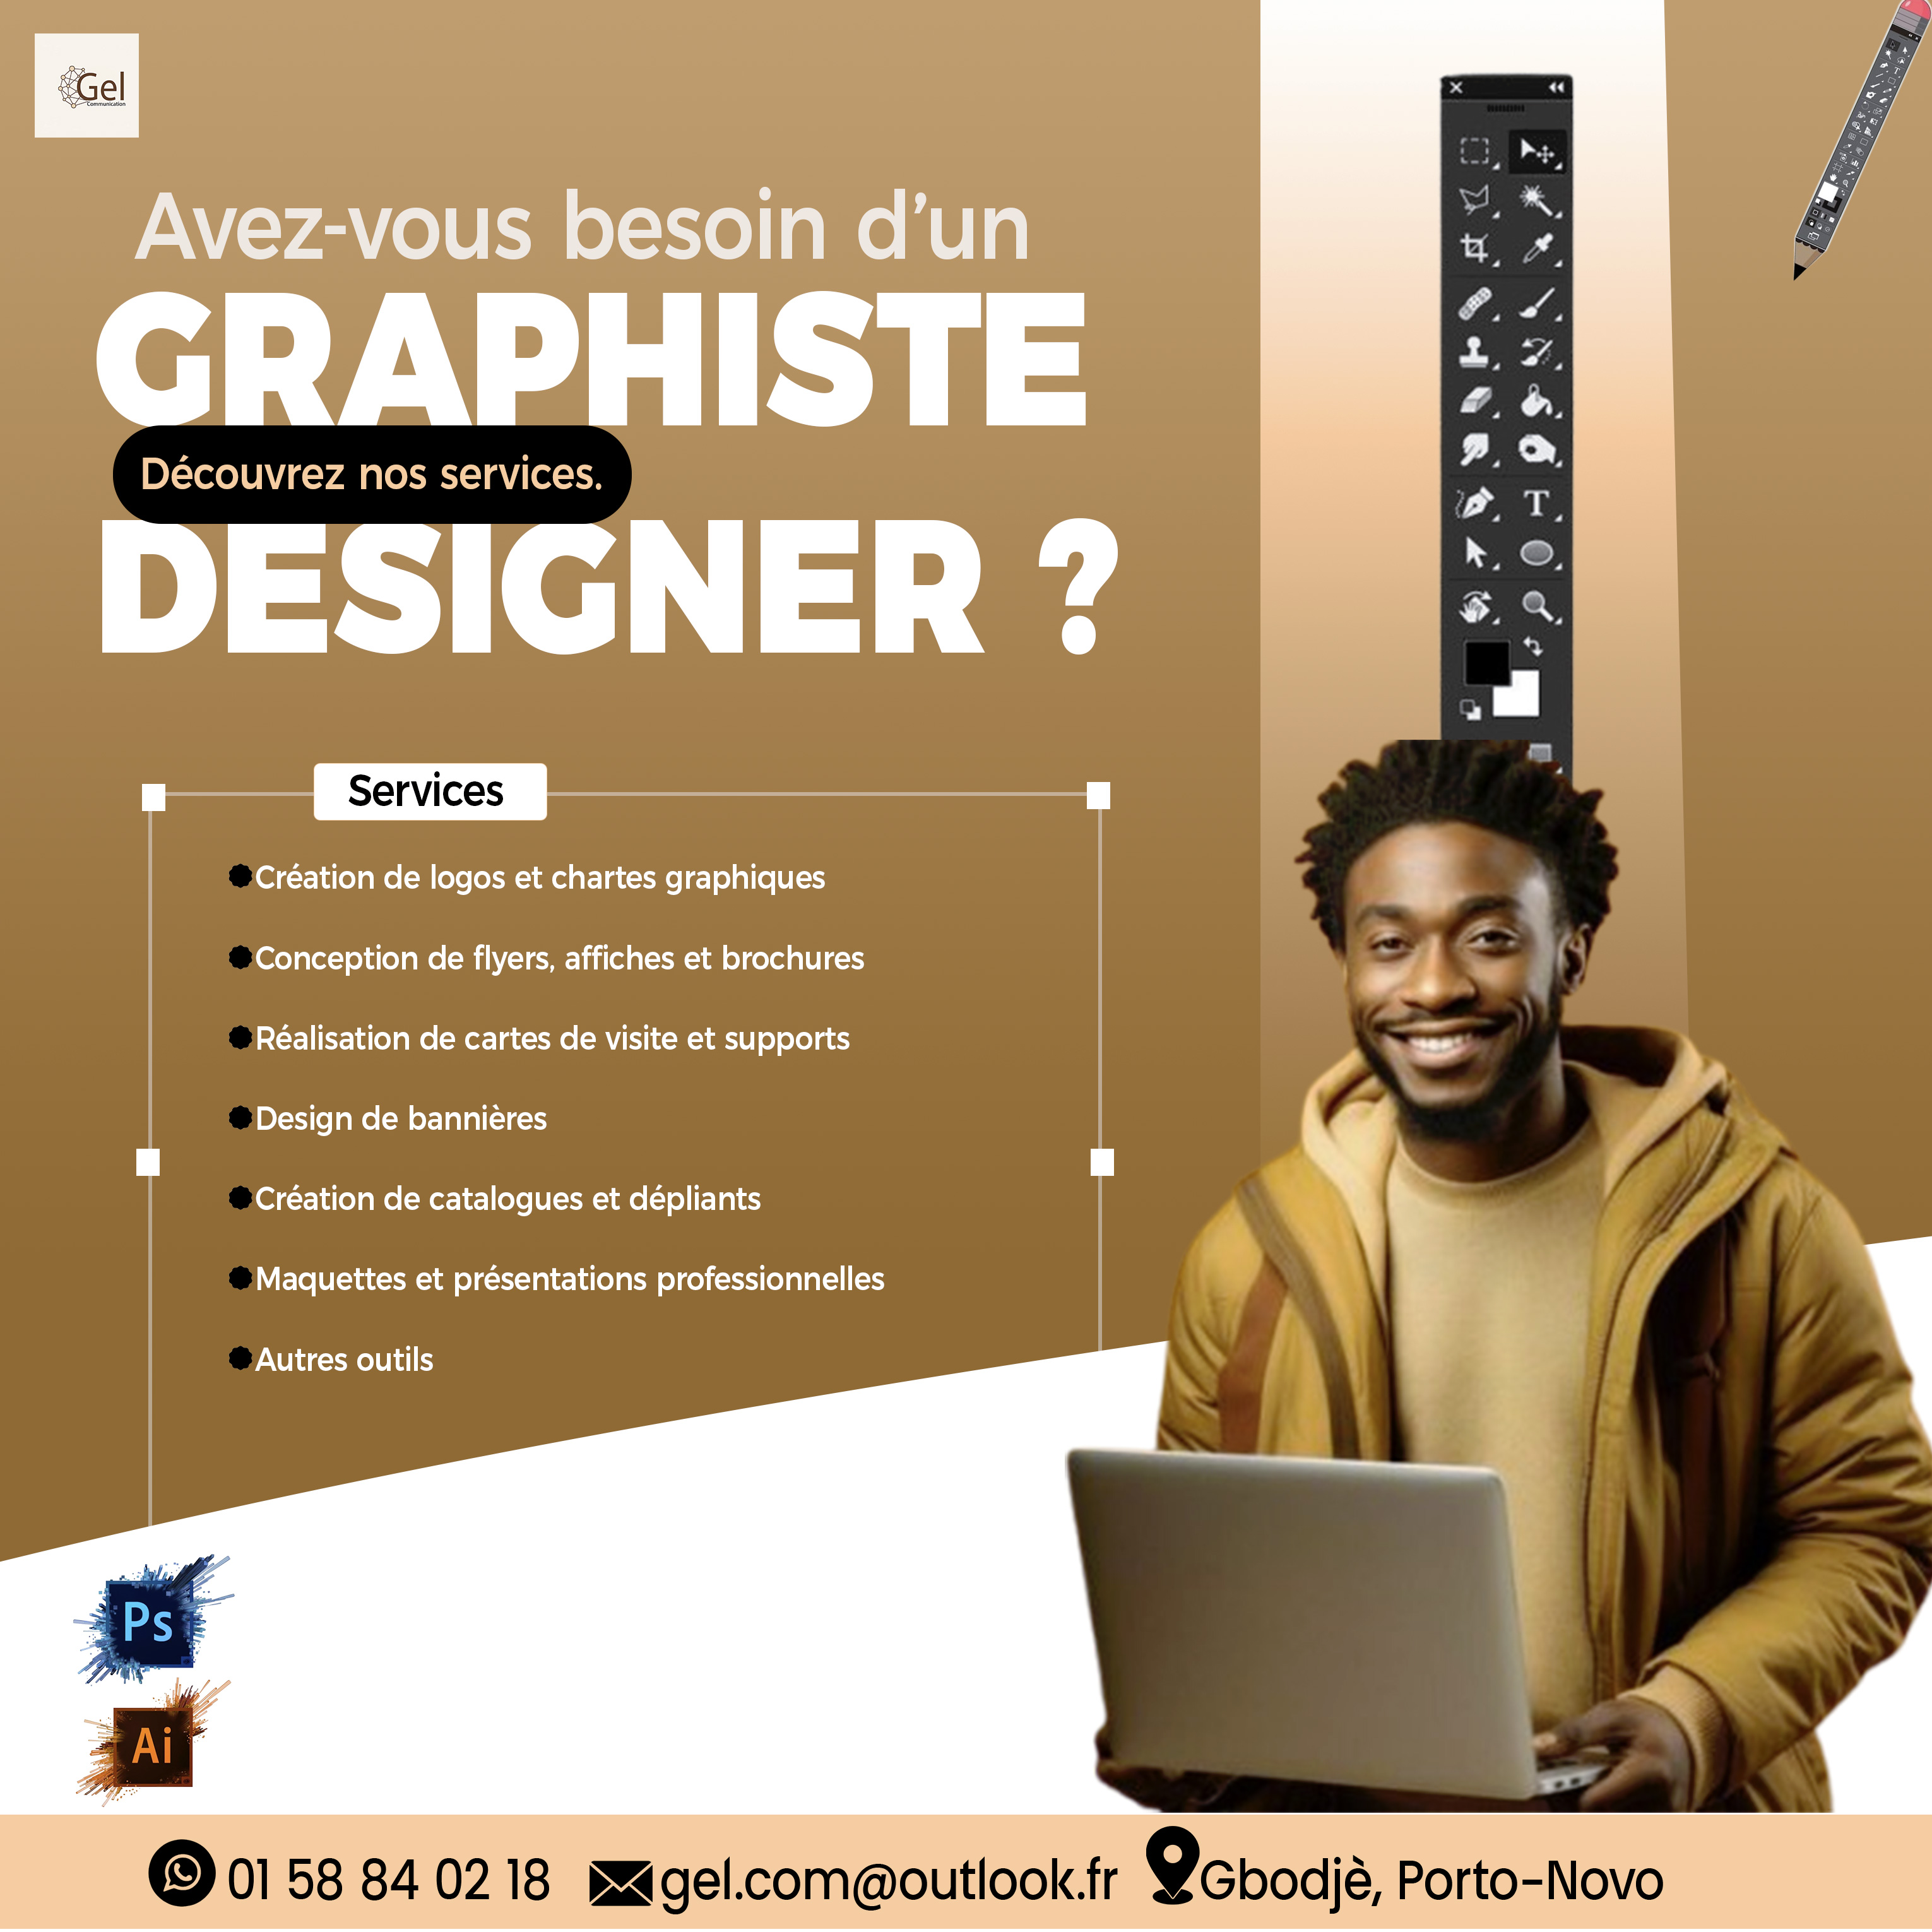 Gel
Communication
Avez-vous besoin d'un
GRAPHISTE
Découvrez nos services.
DESIGNER ?
Services
Création de logos et chartes graphiques
Conception de flyers, affiches et brochures
Réalisation de cartes de visite et supports
Design de bannières
Création de catalogues et dépliants
Maquettes et présentations professionnelles
Autres outils
Ps
Ai
01 58 84 02 18 gel.com@outlook.fr Gbodjè, Porto-Novo